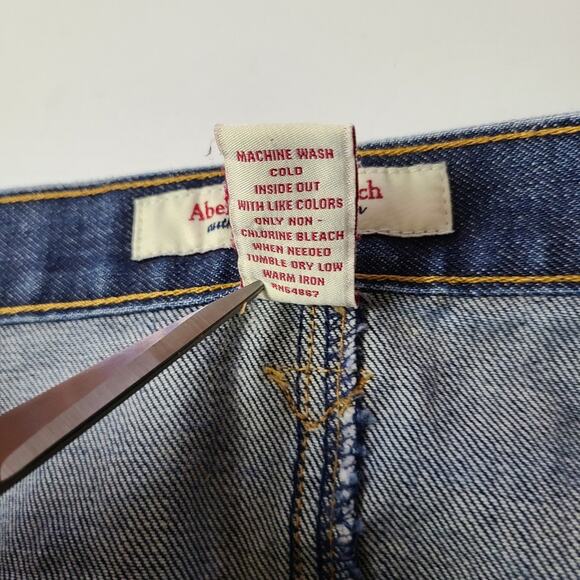 MACHINE WASH
COLD
INSIDE OUT
WITH LIKE COLORS
ONLY NON-
CHLORINE BLEACH
WHEN NEEDED
TUMBLE DRY LOW
WARM IRON
RN54867